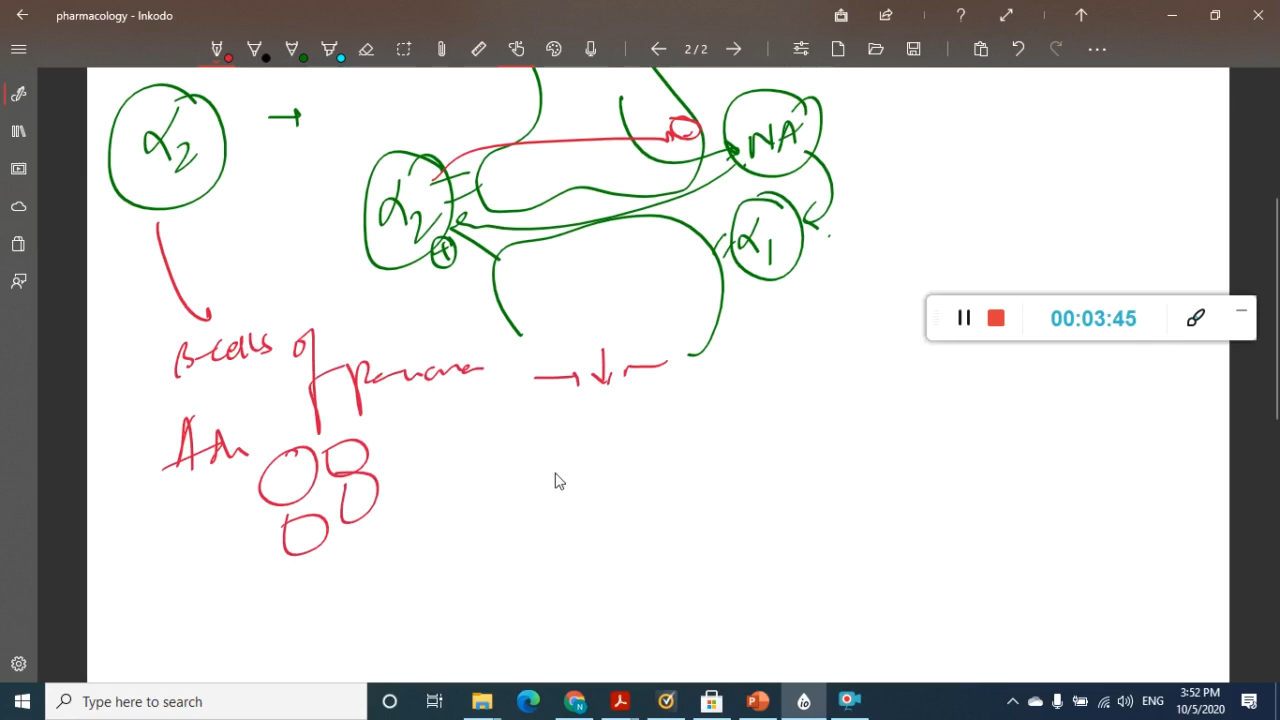 pharmacology - Inkodo
2/2
α2
→
α2
+
NA
α1
00:03:45
β-cells of
→ ↓
Type here to search
ENG
3:52 PM
10/5/2020